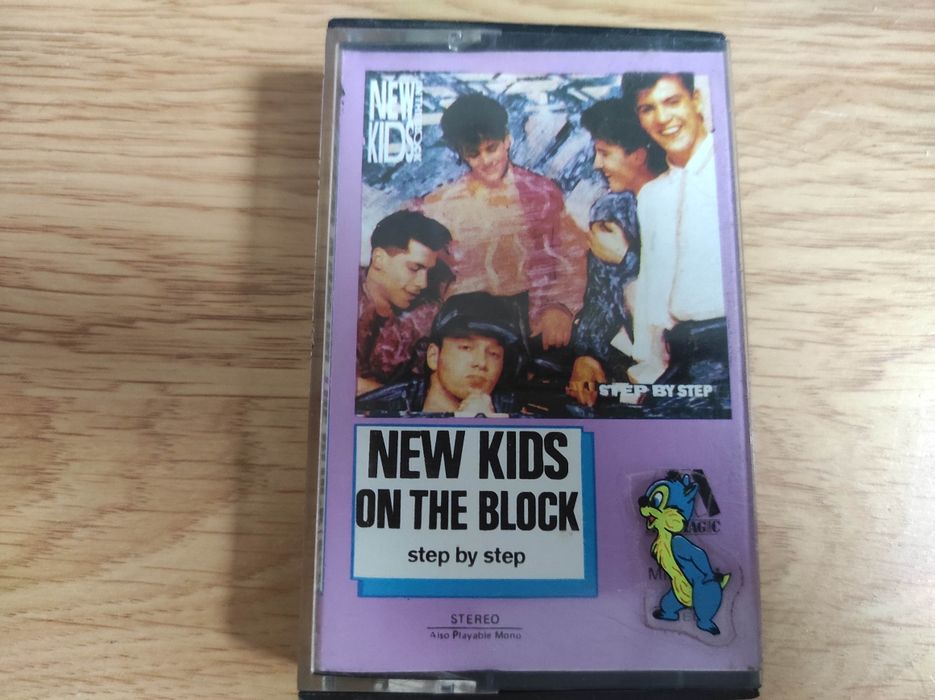 NEW
KIDS
STEP BY STEP
NEW KIDS
ON THE BLOCK
step by step
STEREO
Also Playable Mono